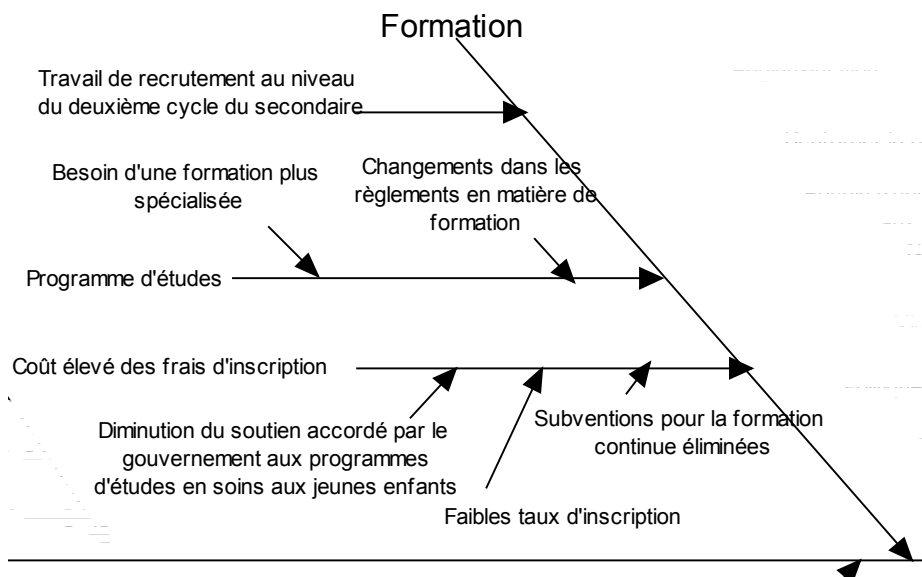 Formation
Travail de recrutement au niveau
du deuxième cycle du secondaire
Besoin d'une formation plus
spécialisée
Changements dans les
règlements en matière de
formation
Programme d'études
Coût élevé des frais d'inscription
Diminution du soutien accordé par le
gouvernement aux programmes
d'études en soins aux jeunes enfants
Subventions pour la formation
continue éliminées
Faibles taux d'inscription